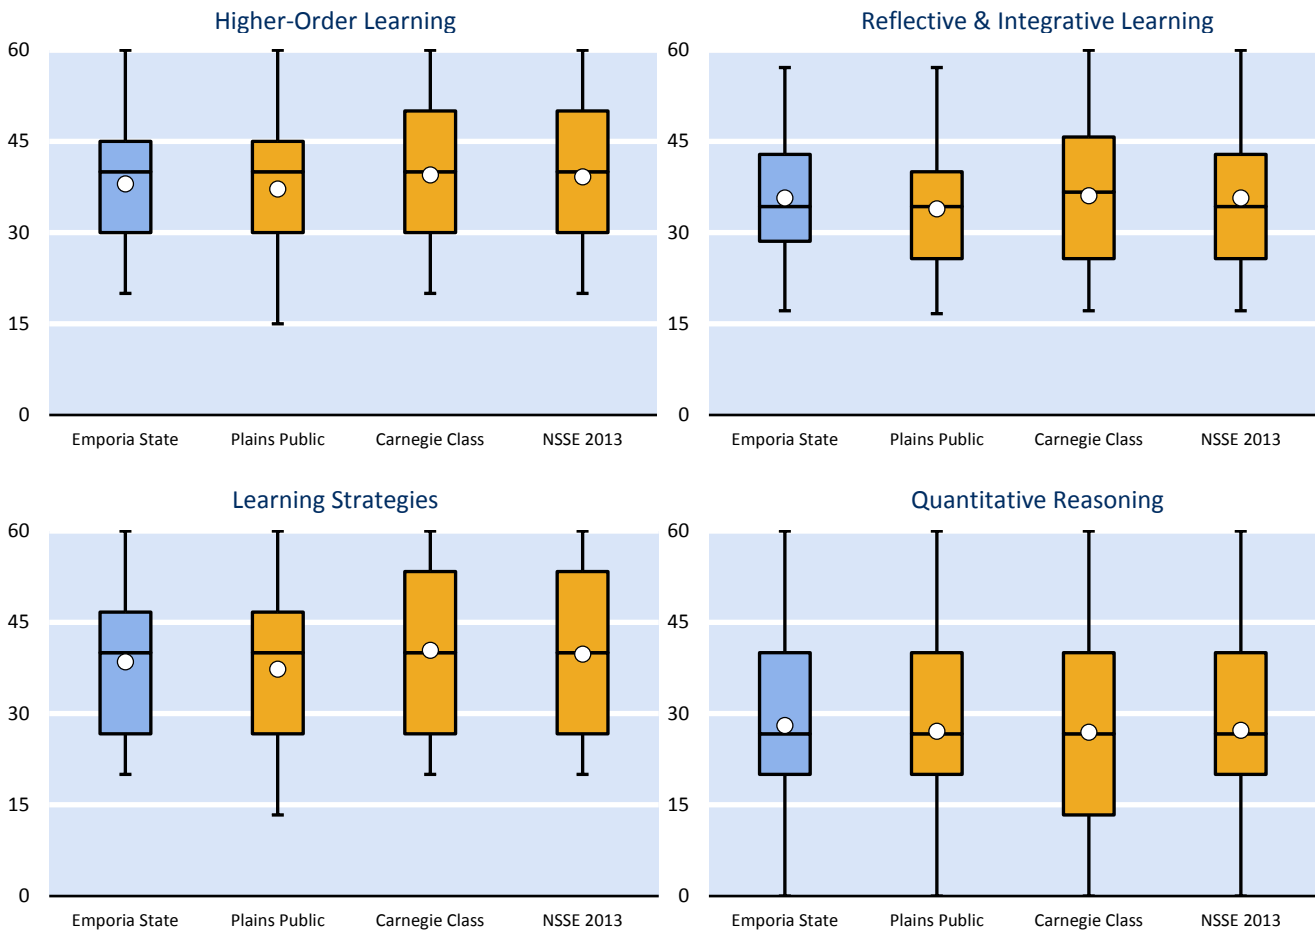 Higher-Order Learning
60
45
30
15
0
Emporia State Plains Public Carnegie Class NSSE 2013
Reflective & Integrative Learning
60
45
30
15
0
Emporia State Plains Public Carnegie Class NSSE 2013
Learning Strategies
60
45
30
15
0
Emporia State Plains Public Carnegie Class NSSE 2013
Quantitative Reasoning
60
45
30
15
0
Emporia State Plains Public Carnegie Class NSSE 2013